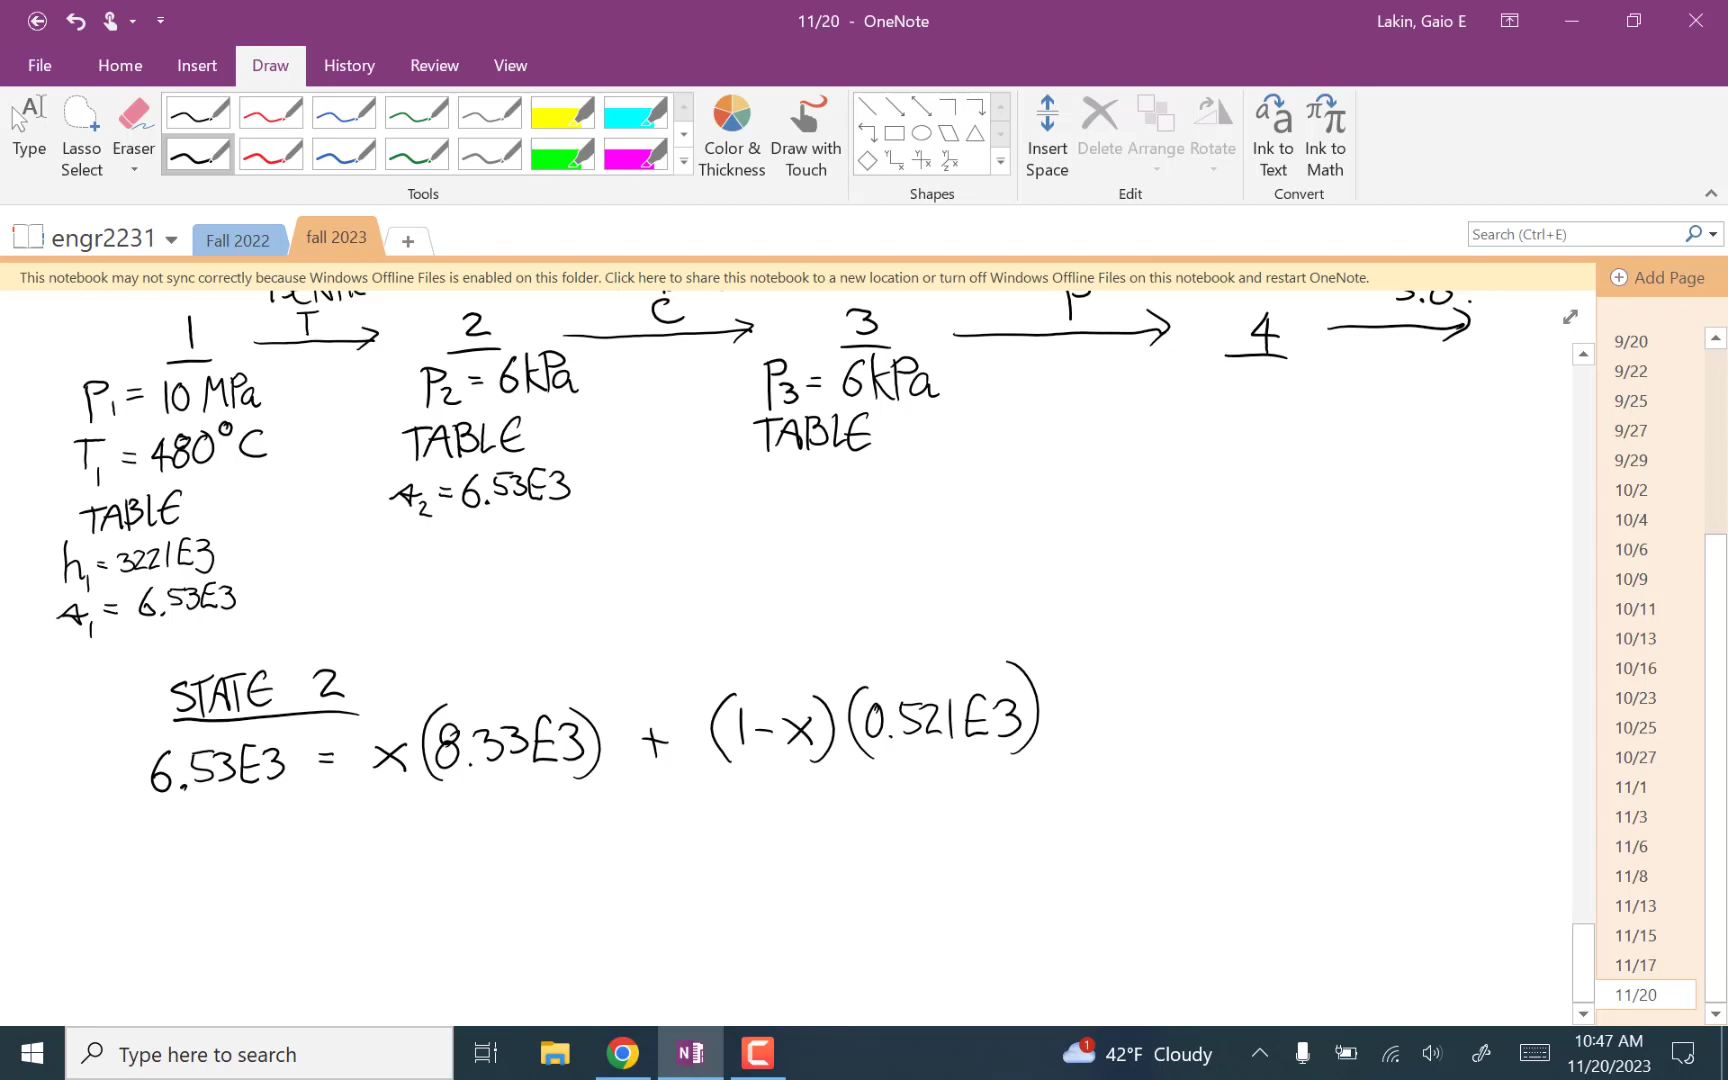 11/20 - OneNote
Lakin, Gaio E
File Home Insert Draw History Review View
Type
Lasso Select
Eraser
Color & Thickness
Draw with Touch
Insert Space
Delete Arrange Rotate
Ink to Text
Ink to Math
Tools Shapes Edit Convert
engr2231
Fall 2022
fall 2023
Search (Ctrl+E)
This notebook may not sync correctly because Windows Offline Files is enabled on this folder. Click here to share this notebook to a new location or turn off Windows Offline Files on this notebook and restart OneNote.
Add Page
1 T 2 C 3 P 4
P1 = 10 MPa
T1 = 480°C
TABLE
h1 = 3221E3
s1 = 6.53E3
P2 = 6kPa
TABLE
s2 = 6.53E3
P3 = 6kPa
TABLE
STATE 2
6.53E3 = x(8.33E3) + (1-x)(0.521E3)
9/20
9/22
9/25
9/27
9/29
10/2
10/4
10/6
10/9
10/11
10/13
10/16
10/23
10/25
10/27
11/1
11/3
11/6
11/8
11/13
11/15
11/17
11/20
Type here to search
1
42°F Cloudy
10:47 AM
11/20/2023